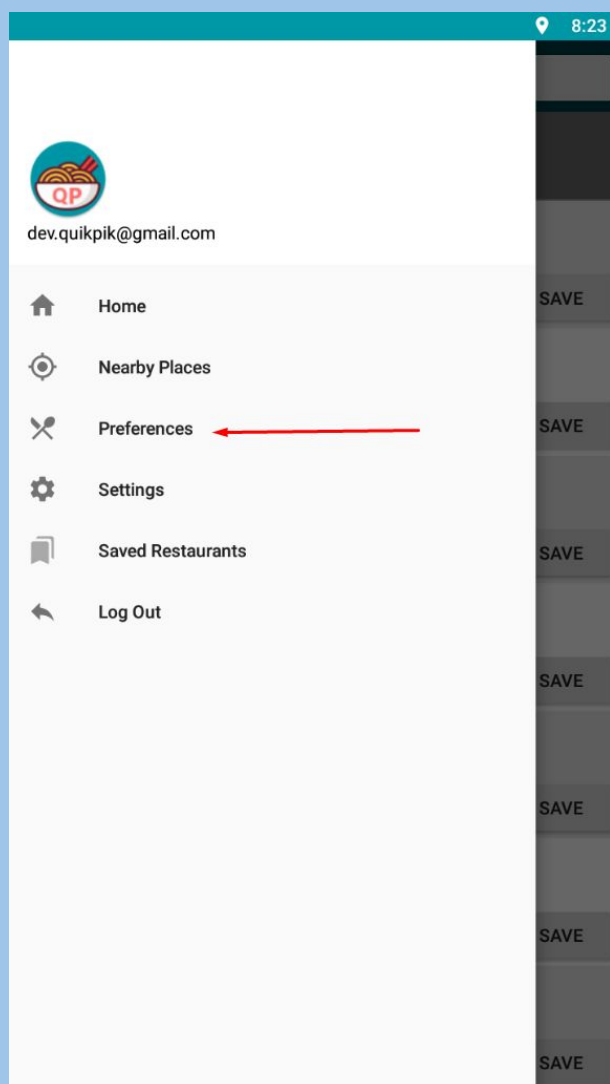 8:23
QP
dev.quikpik@gmail.com
Home
SAVE
Nearby Places
Preferences
SAVE
Settings
Saved Restaurants
SAVE
Log Out
SAVE
SAVE
SAVE
SAVE